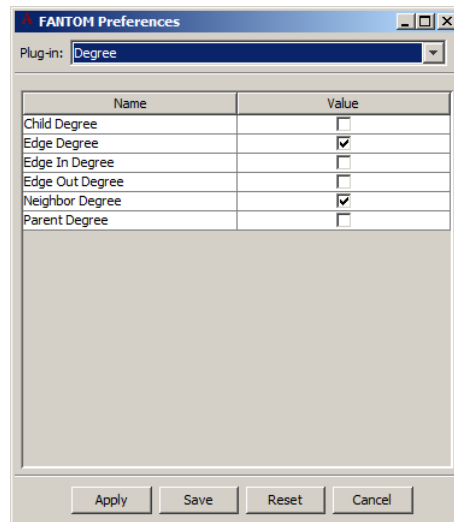 FANTOM Preferences
Plug-in: Degree
Name Value
Child Degree
Edge Degree
Edge In Degree
Edge Out Degree
Neighbor Degree
Parent Degree
Apply Save Reset Cancel